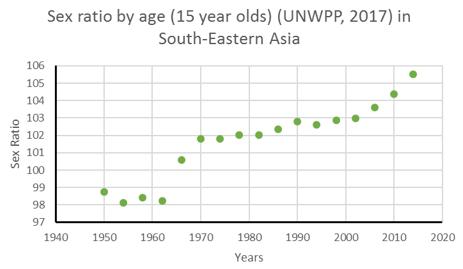 Sex ratio by age (15 year olds) (UNWPP, 2017) in
South-Eastern Asia
106
105
104
103
102
101
100
99
98
97
Sex Ratio
1940 1950 1960 1970 1980 1990 2000 2010 2020
Years